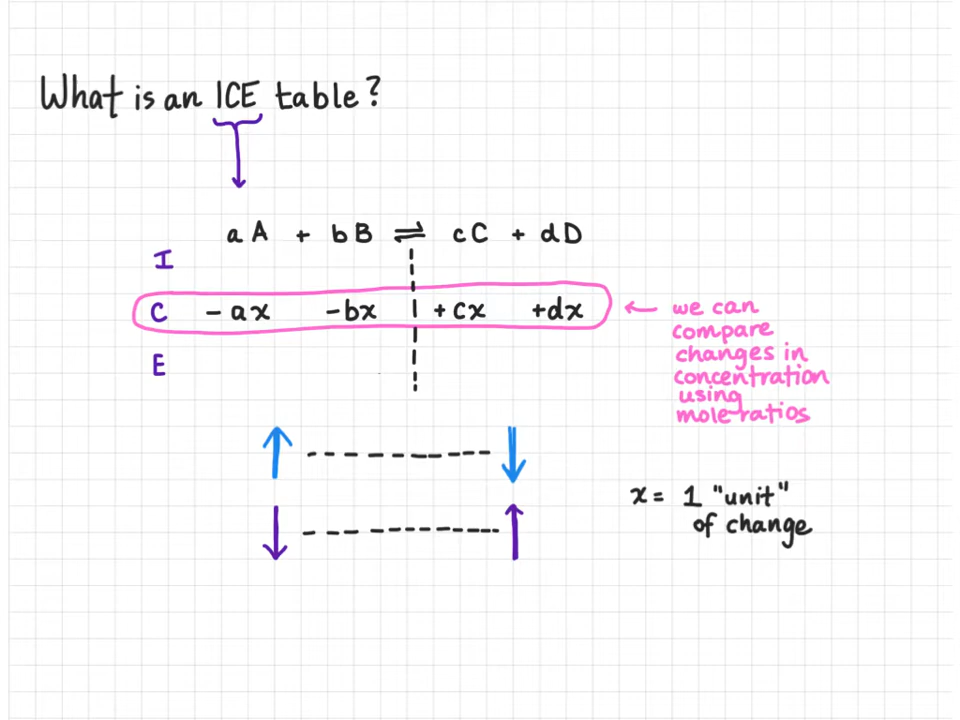 What is an ICE table?
aA + bB ⇌ cC + dD
I
C -ax -bx +cx +dx
← we can
compare
changes in
concentration
using
mole ratios
E
x = 1 "unit"
of change